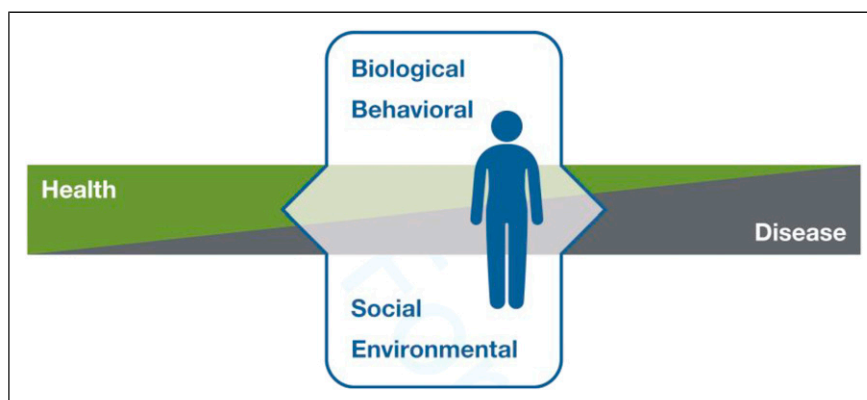 Biological
Behavioral
Health
Disease
Social
Environmental